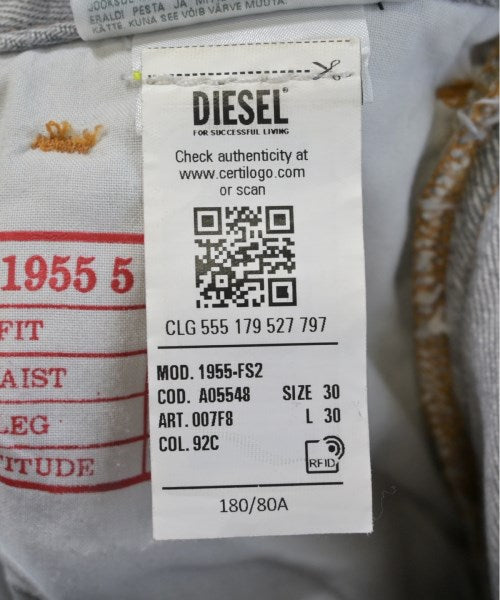 ERALDI PESTA JA
KÄTTE. KUNA SEE VÕIB VÄRVE MUUTA.
DIESEL®
FOR SUCCESSFUL LIVING
Check authenticity at
www.certilogo.com
or scan
CLG 555 179 527 797
MOD. 1955-FS2
COD. A05548 SIZE 30
ART. 007F8 L 30
COL. 92C
RFID
180/80A
1955 5
FIT
AIST
LEG
TITUDE